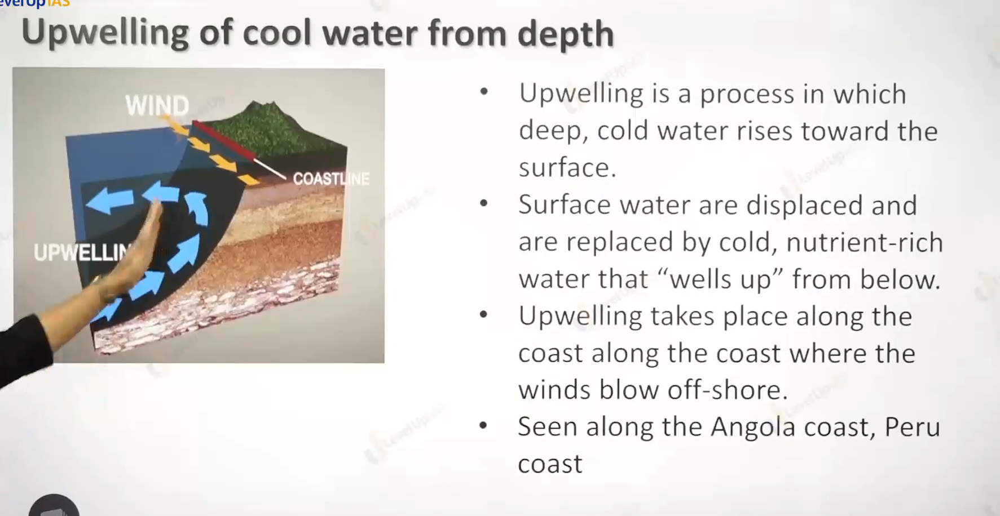 Upwelling of cool water from depth
WIND
COASTLINE
UPWELLIN
• Upwelling is a process in which
deep, cold water rises toward the
surface.
• Surface water are displaced and
are replaced by cold, nutrient-rich
water that “wells up” from below.
• Upwelling takes place along the
coast along the coast where the
winds blow off-shore.
• Seen along the Angola coast, Peru
coast
LevelUp